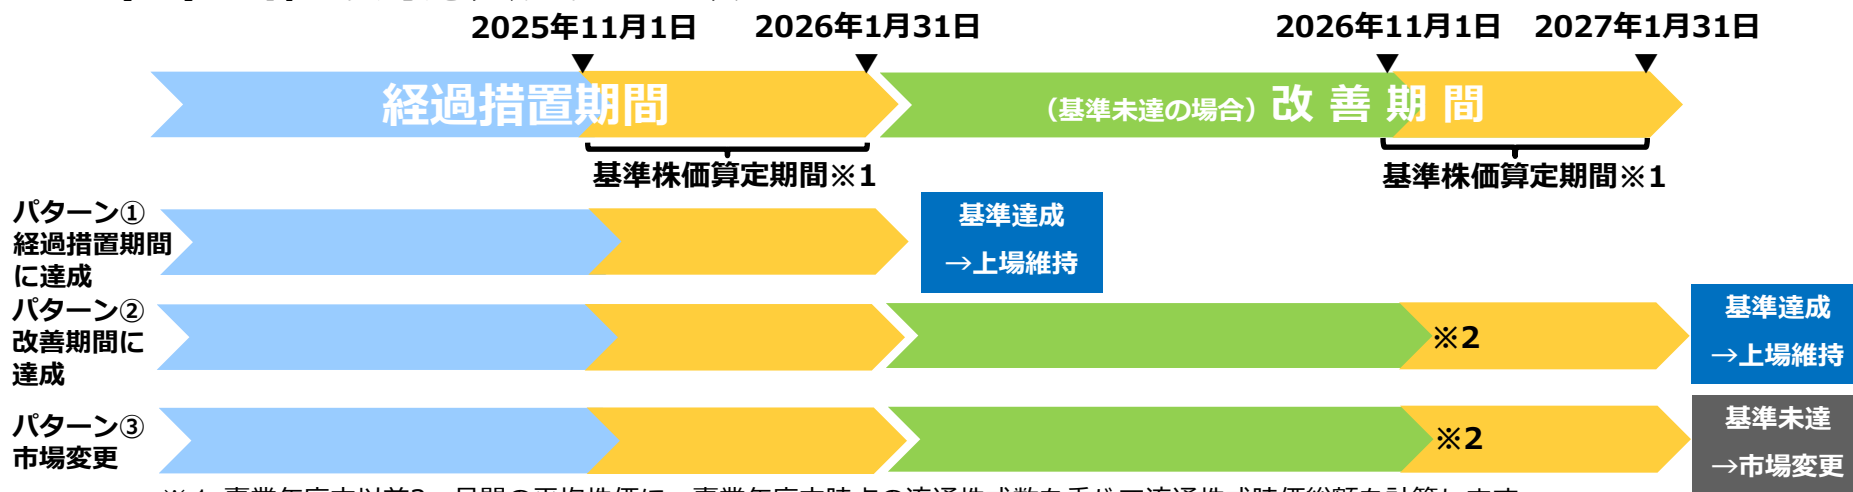 2025年11月1日 2026年1月31日 2026年11月1日 2027年1月31日
経過措置期間 （基準未達の場合）改 善 期 間
基準株価算定期間※1 基準株価算定期間※1
パターン①
経過措置期間
に達成
基準達成
→上場維持
パターン②
改善期間に
達成
※2
基準達成
→上場維持
パターン③
市場変更
※2
基準未達
→市場変更